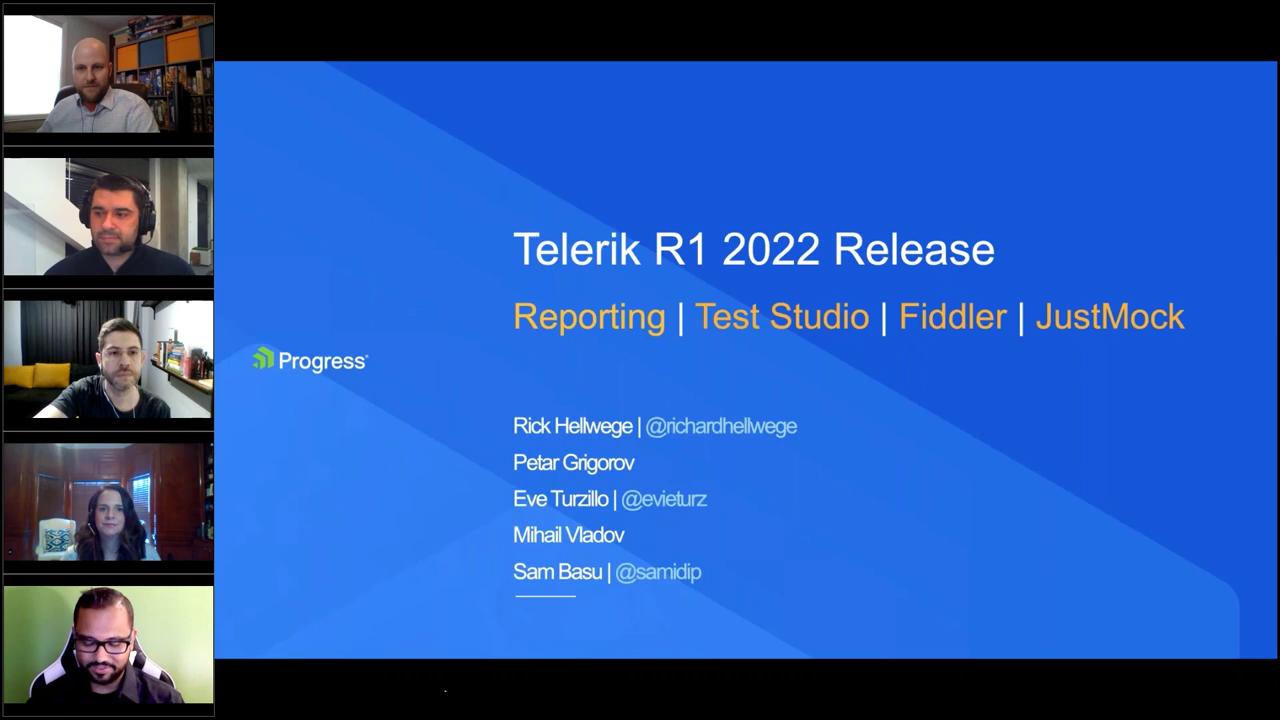 Telerik R1 2022 Release
Reporting | Test Studio | Fiddler | JustMock
Progress®
Rick Hellwege | @richardhellwege
Petar Grigorov
Eve Turzillo | @evieturz
Mihail Vladov
Sam Basu | @samidip